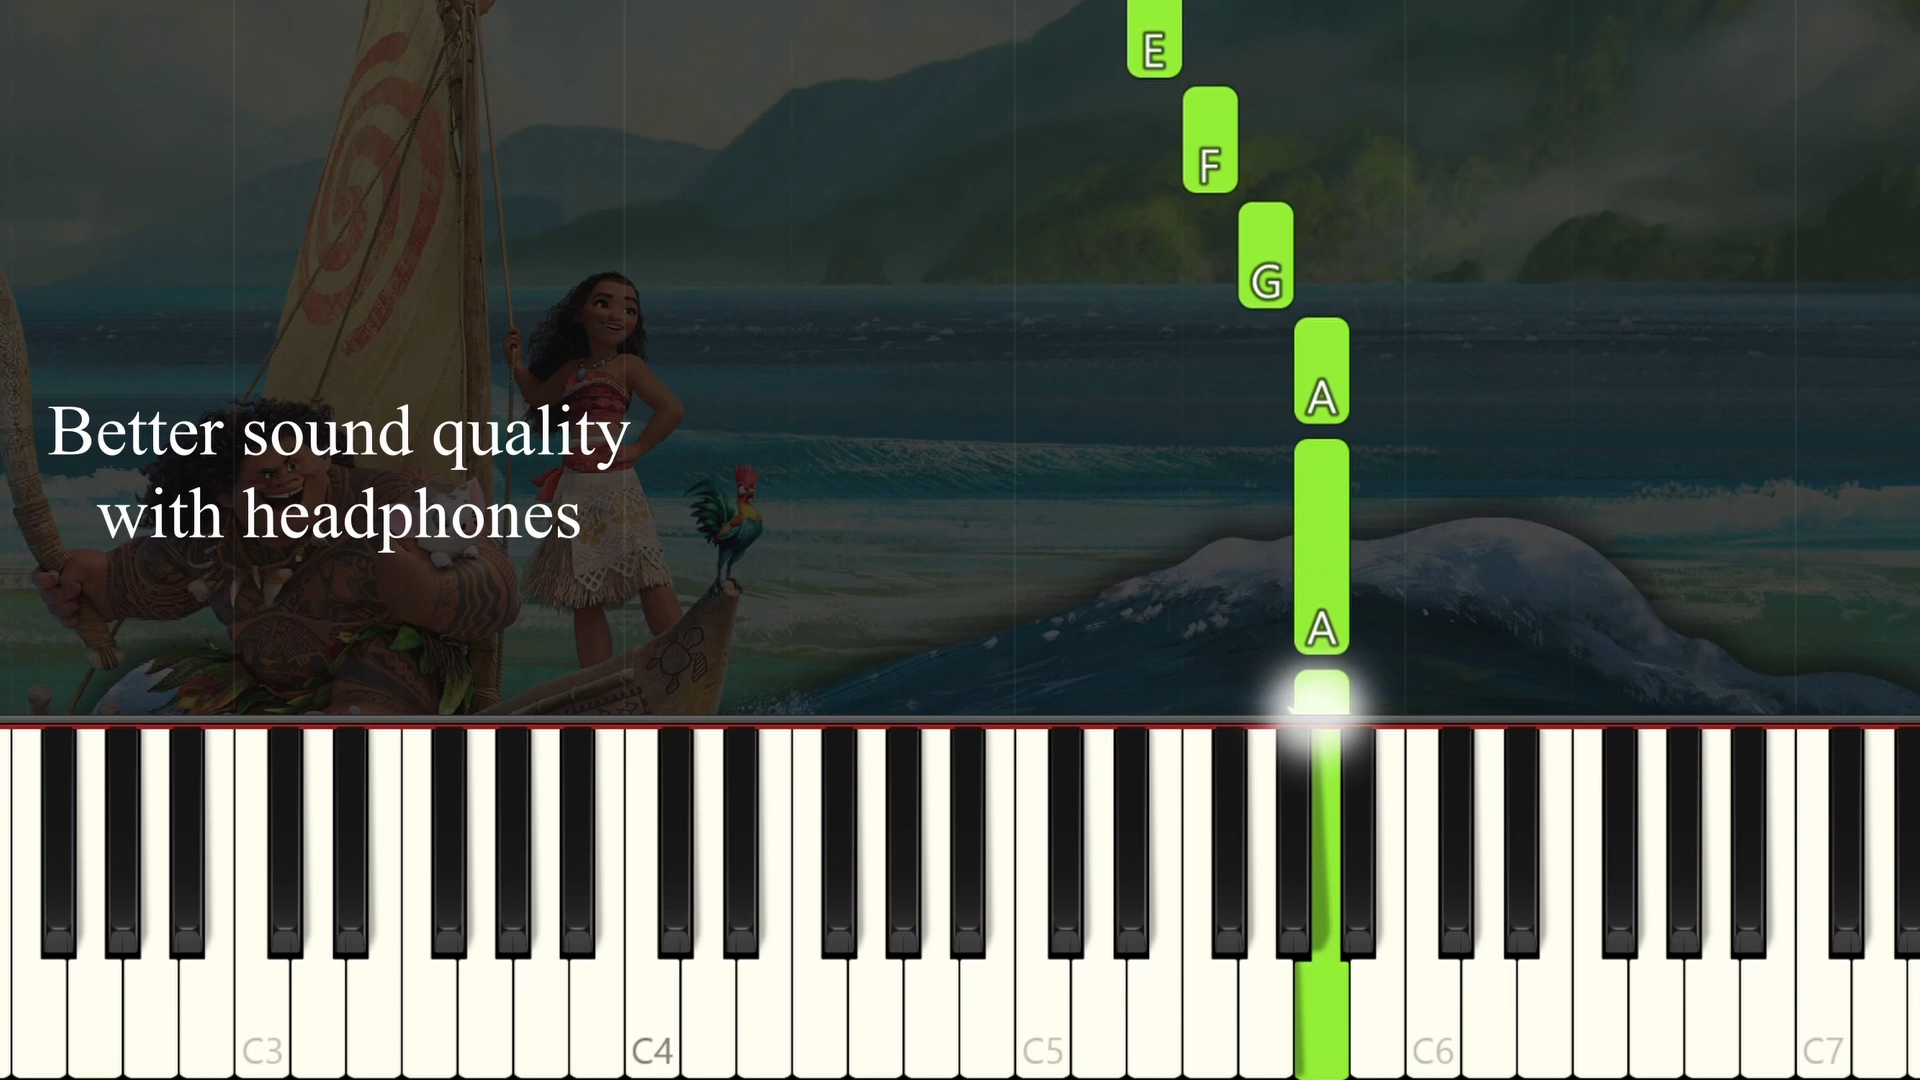 E
F
G
A
Better sound quality
with headphones
A
C3 C4 C5 C6 C7